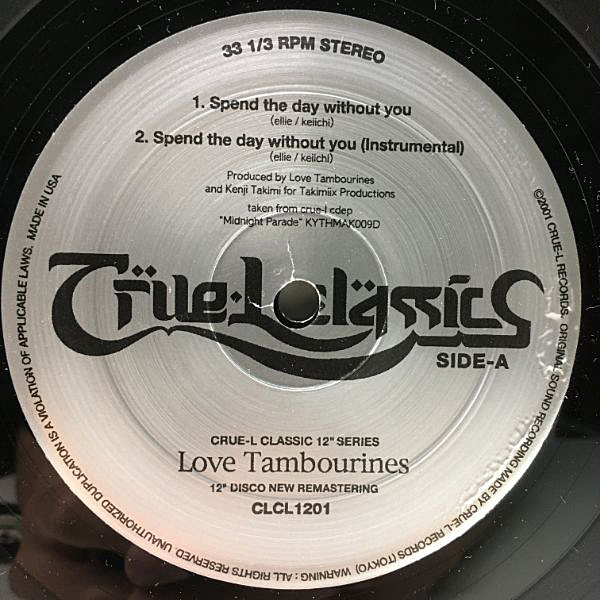 33 1/3 RPM STEREO
1. Spend the day without you
(ellie / keiichi)
2. Spend the day without you (Instrumental)
(ellie / keiichi)
Produced by Love Tambourines
and Kenji Takimi for Takimiix Productions
taken from crue-l cdep
"Midnight Parade" KYTHMAK009D
Crüe-L clässics
SIDE-A
CRUE-L CLASSIC 12" SERIES
Love Tambourines
12" DISCO NEW REMASTERING
CLCL1201
©2001 CRUE-L RECORDS. ORIGINAL SOUND RECORDING MADE BY CRUE-L RECORDS (TOKYO) WARNING : ALL RIGHTS RESERVED. UNAUTHORIZED DUPLICATION IS A VIOLATION OF APPLICABLE LAWS. MADE IN USA